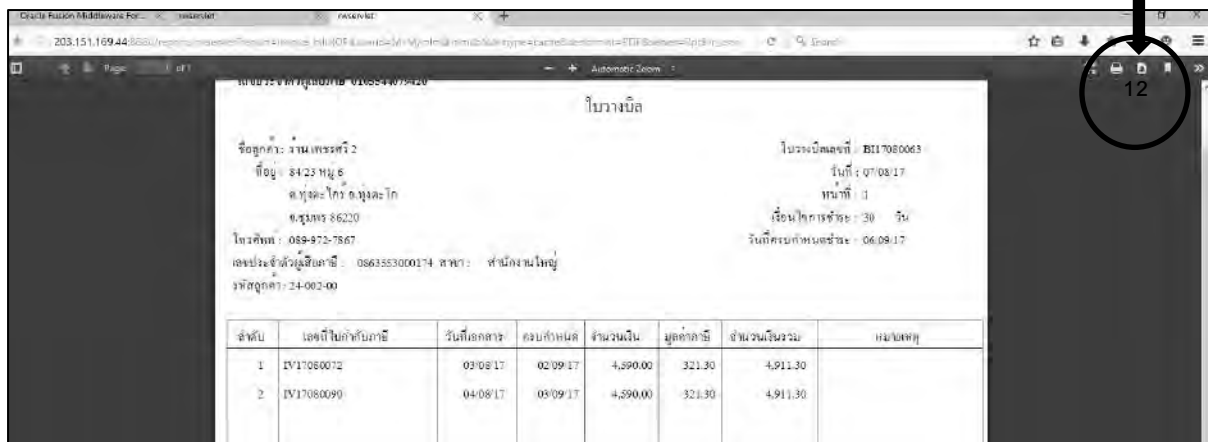 Oracle Fusion Middleware For... rwservlet rwservlet
203.151.169.44
Page: 1 of 1 Automatic Zoom
12
ใบวางบิล
ชื่อลูกค้า : ร้าน เพชรศรี 2 ใบวางบิลเลขที่ : BI17080063
ที่อยู่ : 84/23 หมู่ 6 วันที่ : 07/08/17
ต.ทุ่งตะไคร อ.ทุ่งตะโก หน้าที่ : 1
จ.ชุมพร 86220 เงื่อนไขการชำระ : 30 วัน
โทรศัพท์ : 089-972-7867 วันที่ครบกำหนดชำระ : 06/09/17
เลขประจำตัวผู้เสียภาษี : 0863553000174 สาขา : สำนักงานใหญ่
รหัสลูกค้า : 24-002-00
ลำดับ เลขที่ใบกำกับภาษี วันที่เอกสาร ครบกำหนด จำนวนเงิน มูลค่าภาษี จำนวนเงินรวม หมายเหตุ
1 IV17080072 03/08/17 02/09/17 4,590.00 321.30 4,911.30
2 IV17080090 04/08/17 03/09/17 4,590.00 321.30 4,911.30